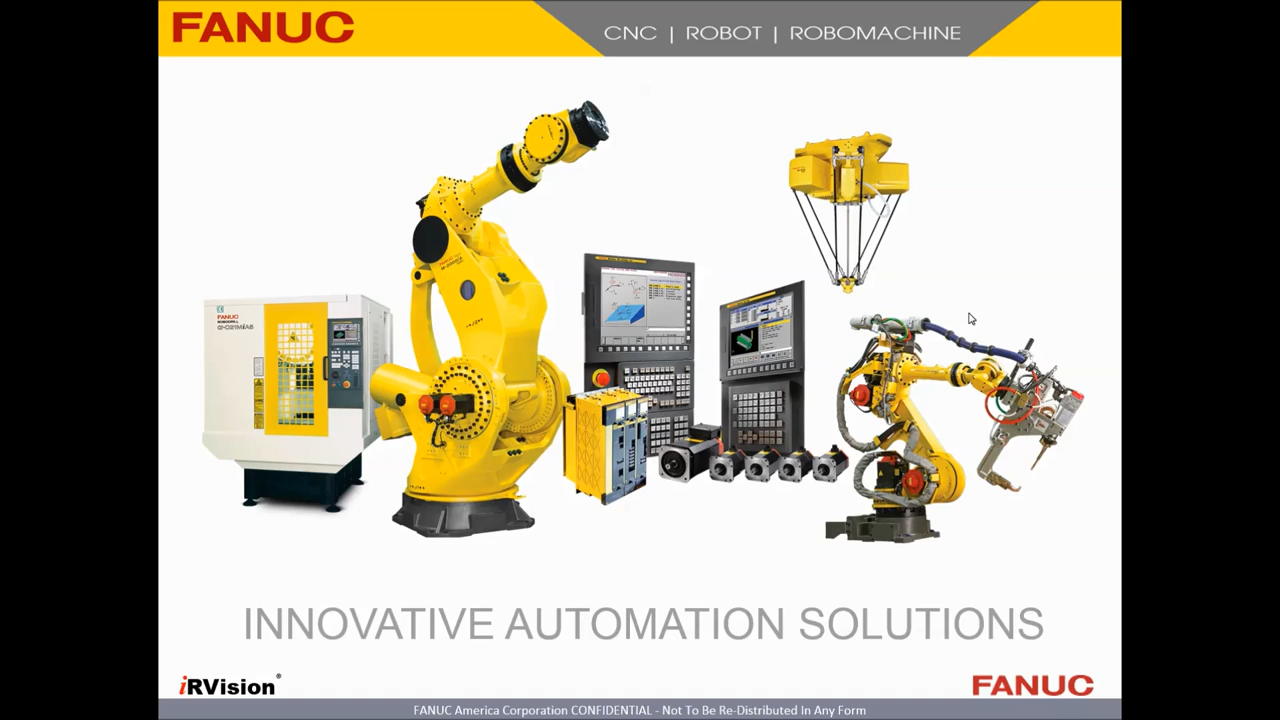 FANUC
CNC | ROBOT | ROBOMACHINE
FANUC
INNOVATIVE AUTOMATION SOLUTIONS
iRVision®
FANUC
FANUC America Corporation CONFIDENTIAL - Not To Be Re-Distributed In Any Form